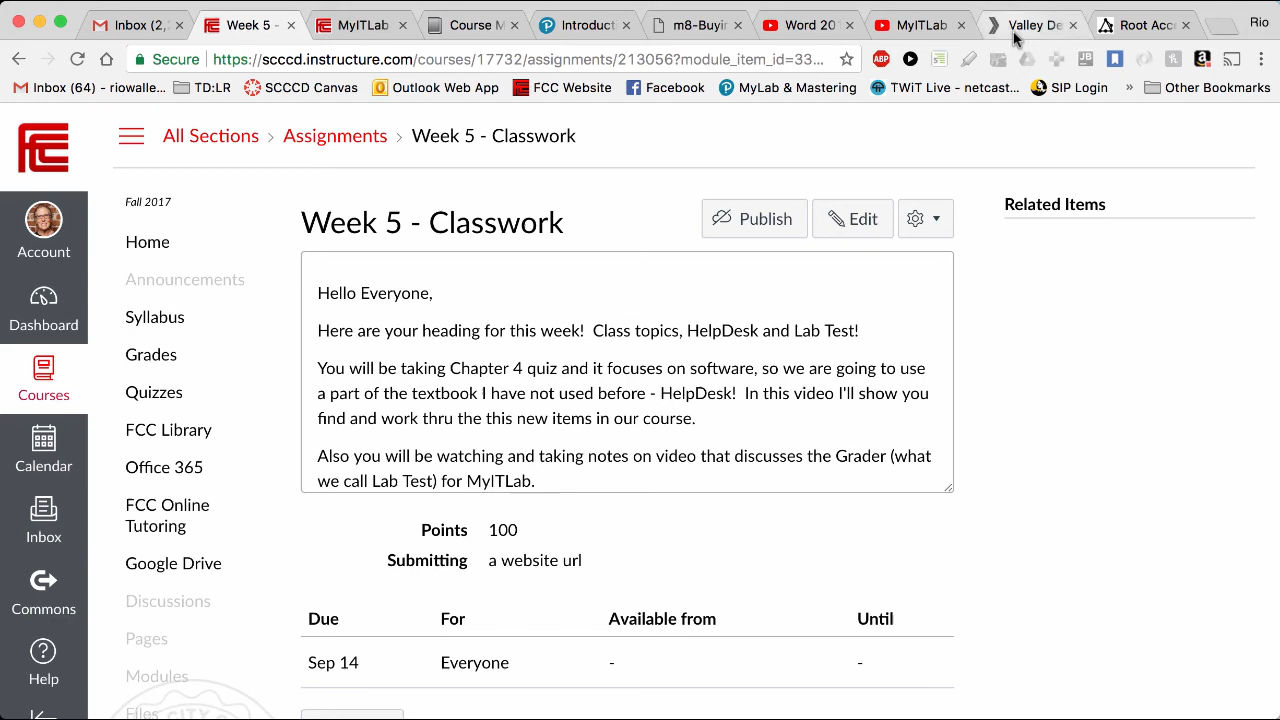 Inbox (2,
Week 5 -
MyITLab
Course M
Introduct
m8-Buyin
Word 20
MyITLab
Valley De
Root Acc
Rio
Secure
https://scccd.instructure.com/courses/17732/assignments/213056?module_item_id=33...
ABP
JB
Inbox (64) - riowalle...
TD:LR
SCCCD Canvas
Outlook Web App
FCC Website
Facebook
MyLab & Mastering
TWiT Live - netcast...
SIP Login
»
Other Bookmarks
All Sections › Assignments › Week 5 - Classwork
Account
Dashboard
Courses
Calendar
Inbox
Commons
Help
Fall 2017
Home
Announcements
Syllabus
Grades
Quizzes
FCC Library
Office 365
FCC Online
Tutoring
Google Drive
Discussions
Pages
Modules
Files
Week 5 - Classwork
Publish
Edit
Hello Everyone,
Here are your heading for this week!  Class topics, HelpDesk and Lab Test!
You will be taking Chapter 4 quiz and it focuses on software, so we are going to use
a part of the textbook I have not used before - HelpDesk!  In this video I'll show you
find and work thru the this new items in our course.
Also you will be watching and taking notes on video that discusses the Grader (what
we call Lab Test) for MyITLab.
Points 100
Submitting a website url
Due For Available from Until
Sep 14 Everyone - -
Related Items